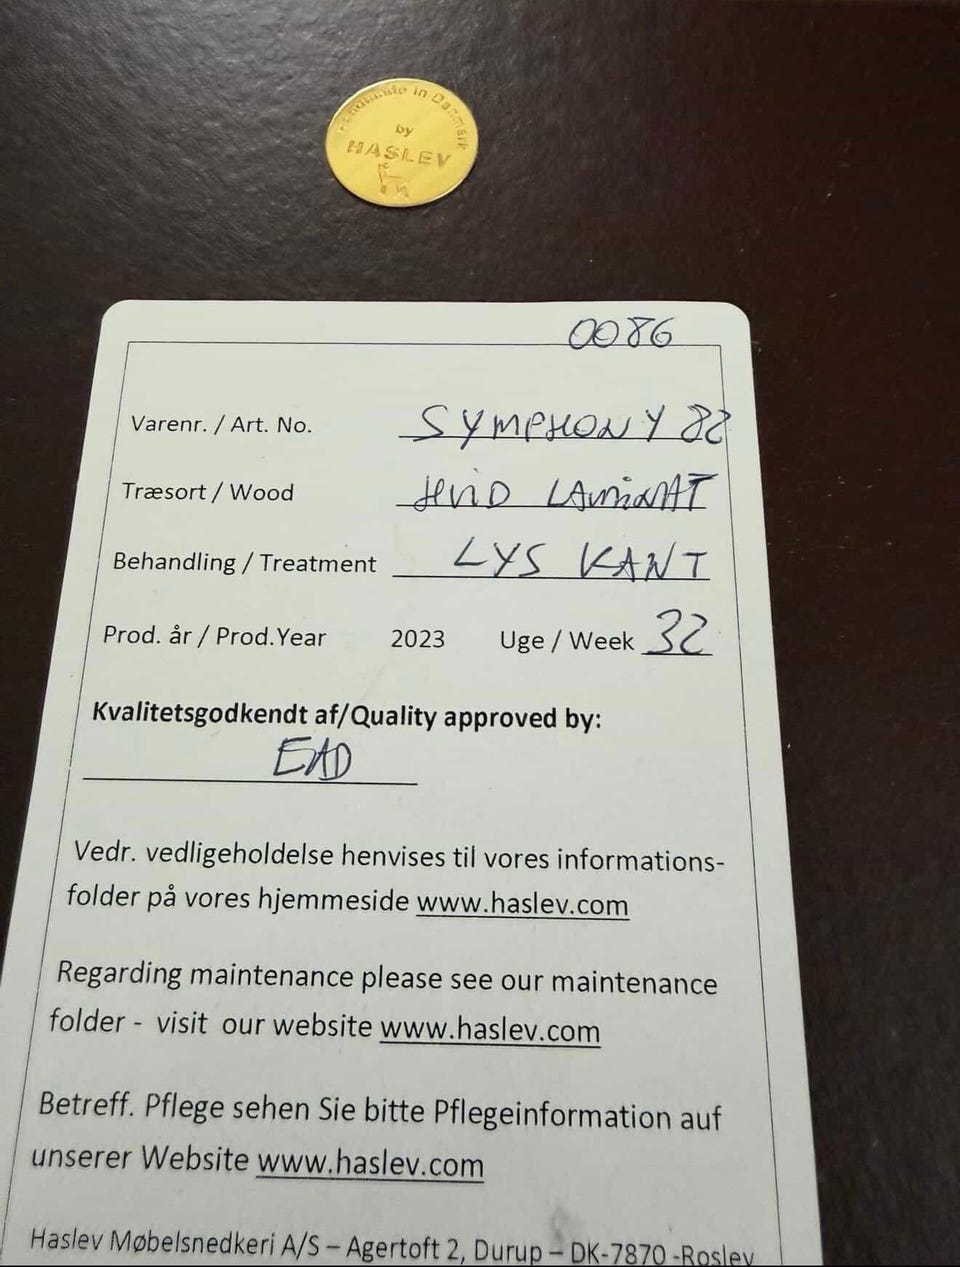 Handmade in Danmark
by
HASLEV
0086
Varenr. / Art. No. SYMPHONY 82
Træsort / Wood HVID LAMINAT
Behandling / Treatment LYS KANT
Prod. år / Prod.Year 2023 Uge / Week 32
Kvalitetsgodkendt af/Quality approved by:
EAD
Vedr. vedligeholdelse henvises til vores informations-
folder på vores hjemmeside www.haslev.com
Regarding maintenance please see our maintenance
folder - visit our website www.haslev.com
Betreff. Pflege sehen Sie bitte Pflegeinformation auf
unserer Website www.haslev.com
Haslev Møbelsnedkeri A/S – Agertoft 2, Durup – DK-7870 -Roslev